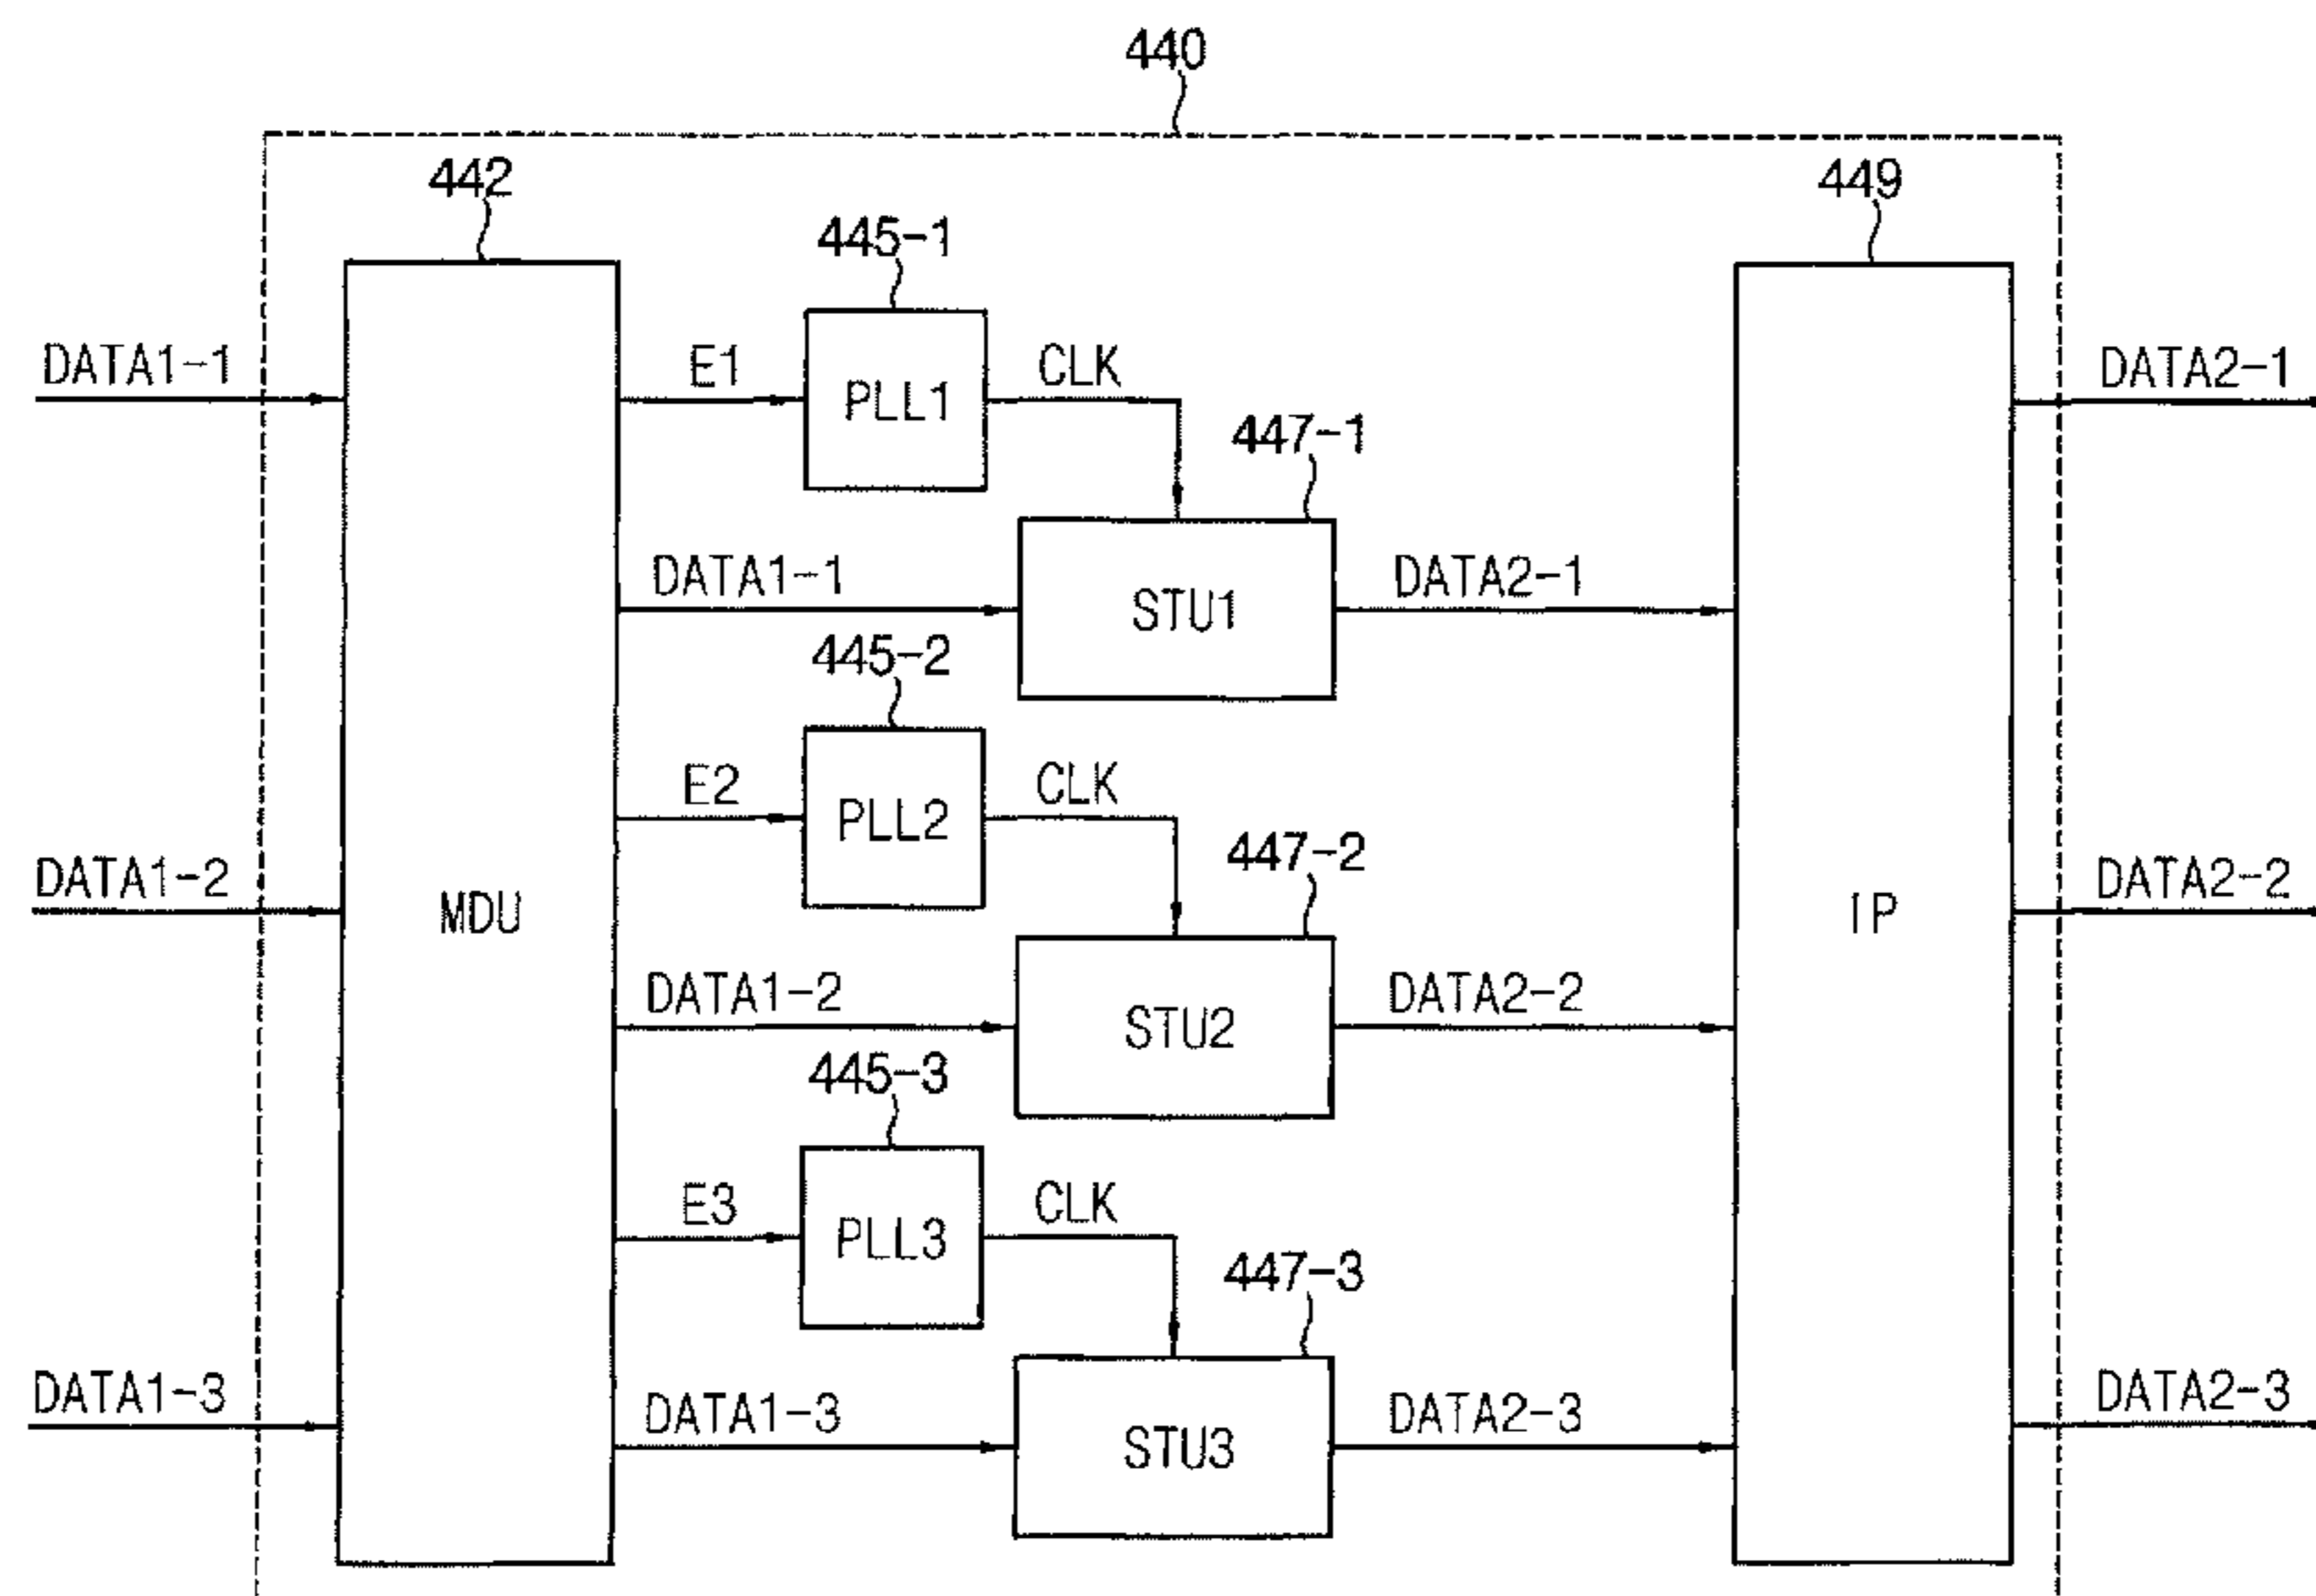 440
442
449
445-1
DATA1-1
E1
PLL1
CLK
DATA2-1
447-1
DATA1-1
STU1
DATA2-1
445-2
E2
PLL2
CLK
447-2
DATA1-2
MDU
IP
DATA2-2
DATA1-2
STU2
DATA2-2
445-3
E3
PLL3
CLK
447-3
DATA1-3
DATA2-3
DATA1-3
STU3
DATA2-3